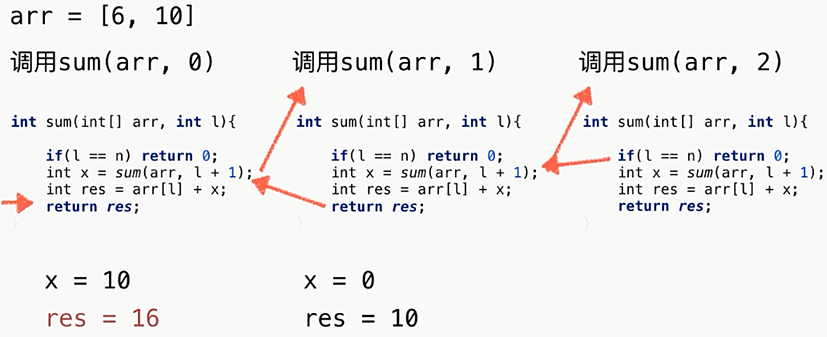 arr = [6, 10]
调用sum(arr, 0)
int sum(int[] arr, int l){
if(l == n) return 0;
int x = sum(arr, l + 1);
int res = arr[l] + x;
return res;
}
x = 10
res = 16
调用sum(arr, 1)
int sum(int[] arr, int l){
if(l == n) return 0;
int x = sum(arr, l + 1);
int res = arr[l] + x;
return res;
}
x = 0
res = 10
调用sum(arr, 2)
int sum(int[] arr, int l){
if(l == n) return 0;
int x = sum(arr, l + 1);
int res = arr[l] + x;
return res;
}